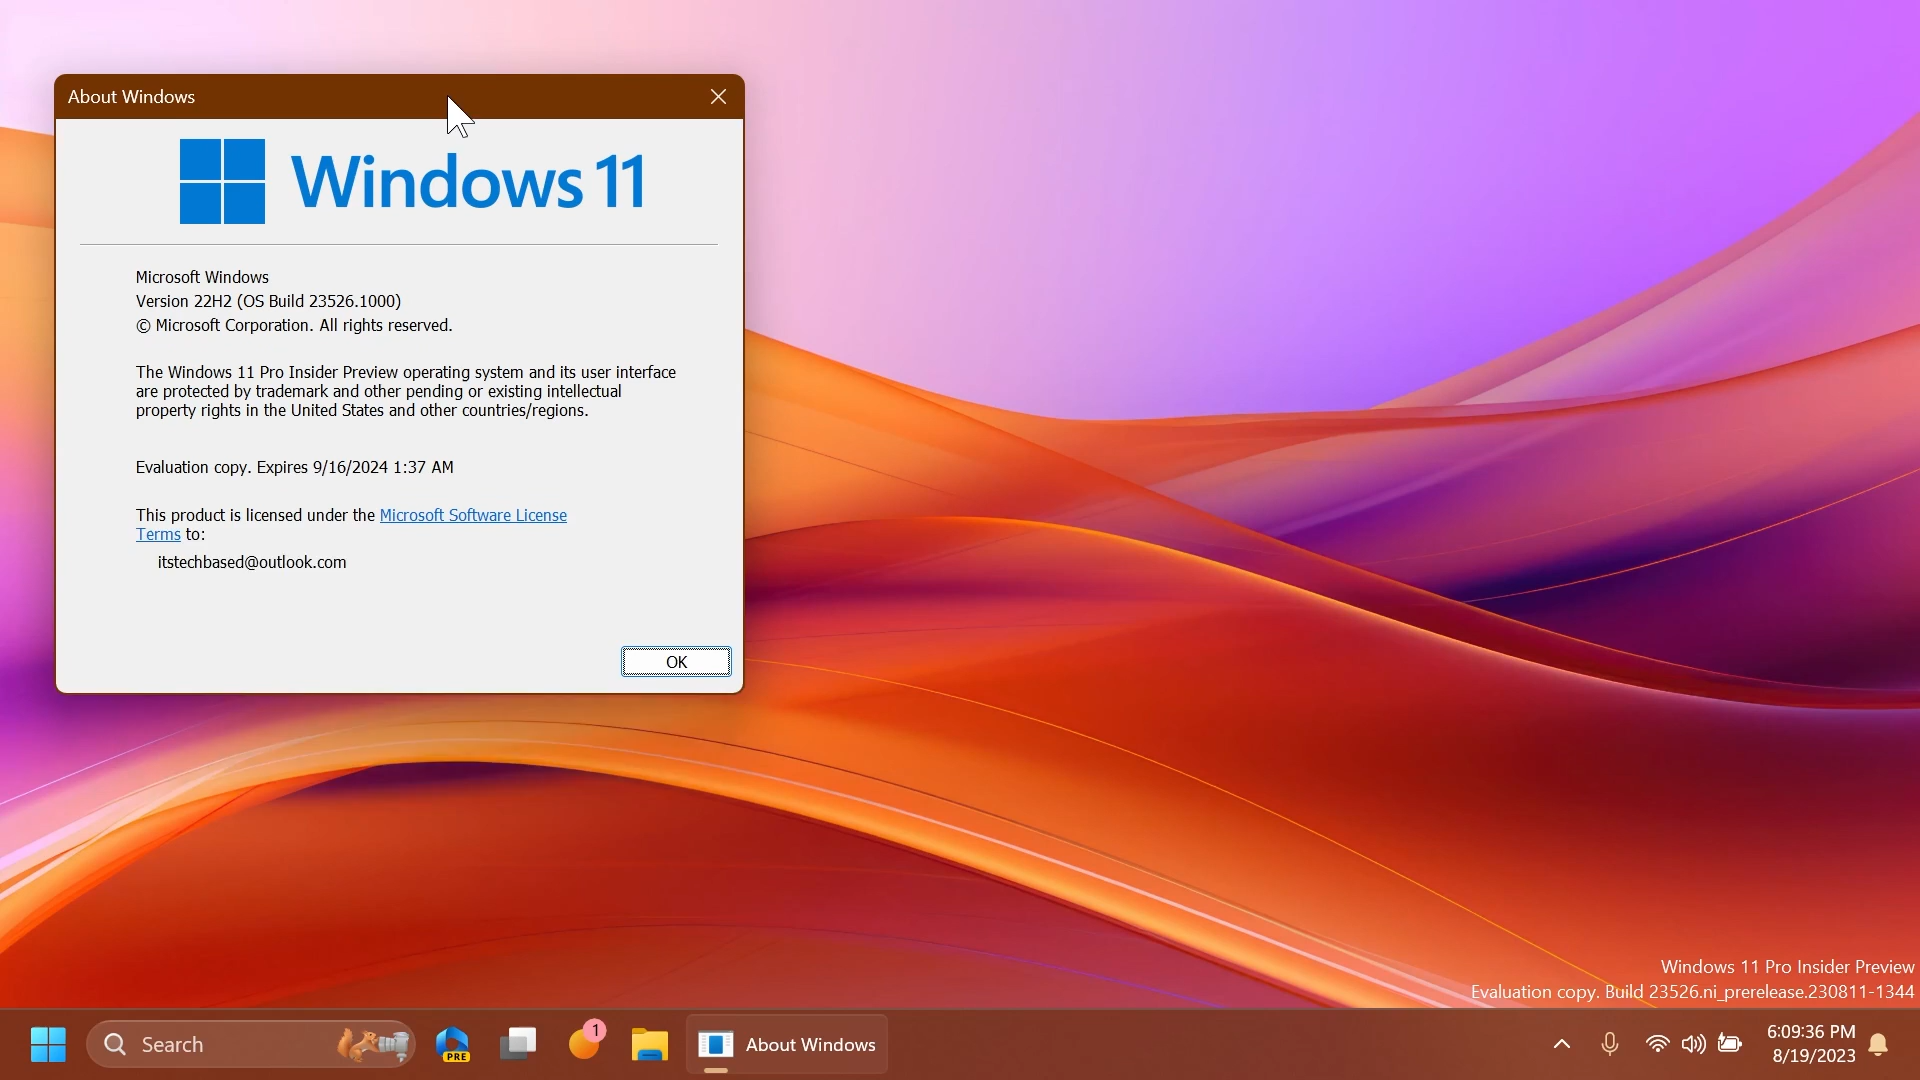 About Windows
Windows 11
Microsoft Windows
Version 22H2 (OS Build 23526.1000)
© Microsoft Corporation. All rights reserved.
The Windows 11 Pro Insider Preview operating system and its user interface
are protected by trademark and other pending or existing intellectual
property rights in the United States and other countries/regions.
Evaluation copy. Expires 9/16/2024 1:37 AM
This product is licensed under the Microsoft Software License
Terms to:
itstechbased@outlook.com
OK
Windows 11 Pro Insider Preview
Evaluation copy. Build 23526.ni_prerelease.230811-1344
Search
PRE
1
About Windows
6:09:36 PM
8/19/2023